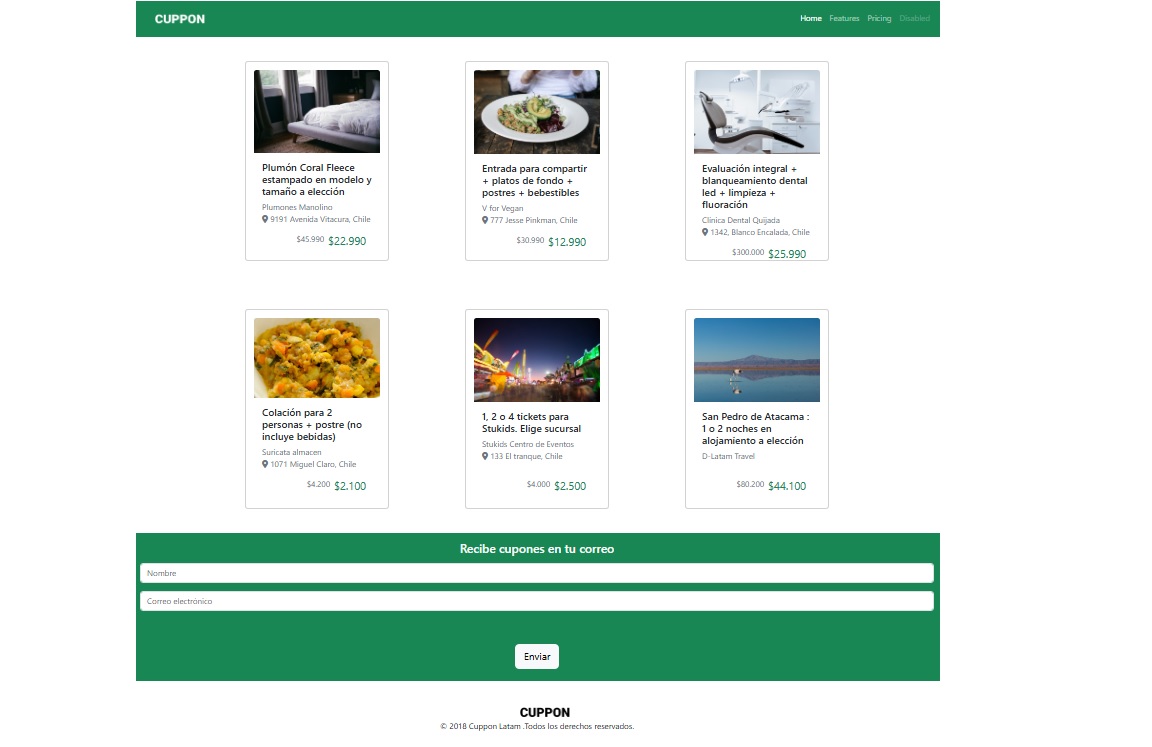 CUPPON
Home Features Pricing Disabled
Plumón Coral Fleece
estampado en modelo y
tamaño a elección
Plumones Manolino
9191 Avenida Vitacura, Chile
$45.990 $22.990
Entrada para compartir
+ platos de fondo +
postres + bebestibles
V for Vegan
777 Jesse Pinkman, Chile
$30.990 $12.990
Evaluación integral +
blanqueamiento dental
led + limpieza +
fluoración
Clinica Dental Quijada
1342, Blanco Encalada, Chile
$300.000 $25.990
Colación para 2
personas + postre (no
incluye bebidas)
Suricata almacen
1071 Miguel Claro, Chile
$4.200 $2.100
1, 2 o 4 tickets para
Stukids. Elige sucursal
Stukids Centro de Eventos
133 El tranque, Chile
$4.000 $2.500
San Pedro de Atacama :
1 o 2 noches en
alojamiento a elección
D-Latam Travel
$80.200 $44.100
Recibe cupones en tu correo
Nombre
Correo electrónico
Enviar
CUPPON
© 2018 Cuppon Latam .Todos los derechos reservados.